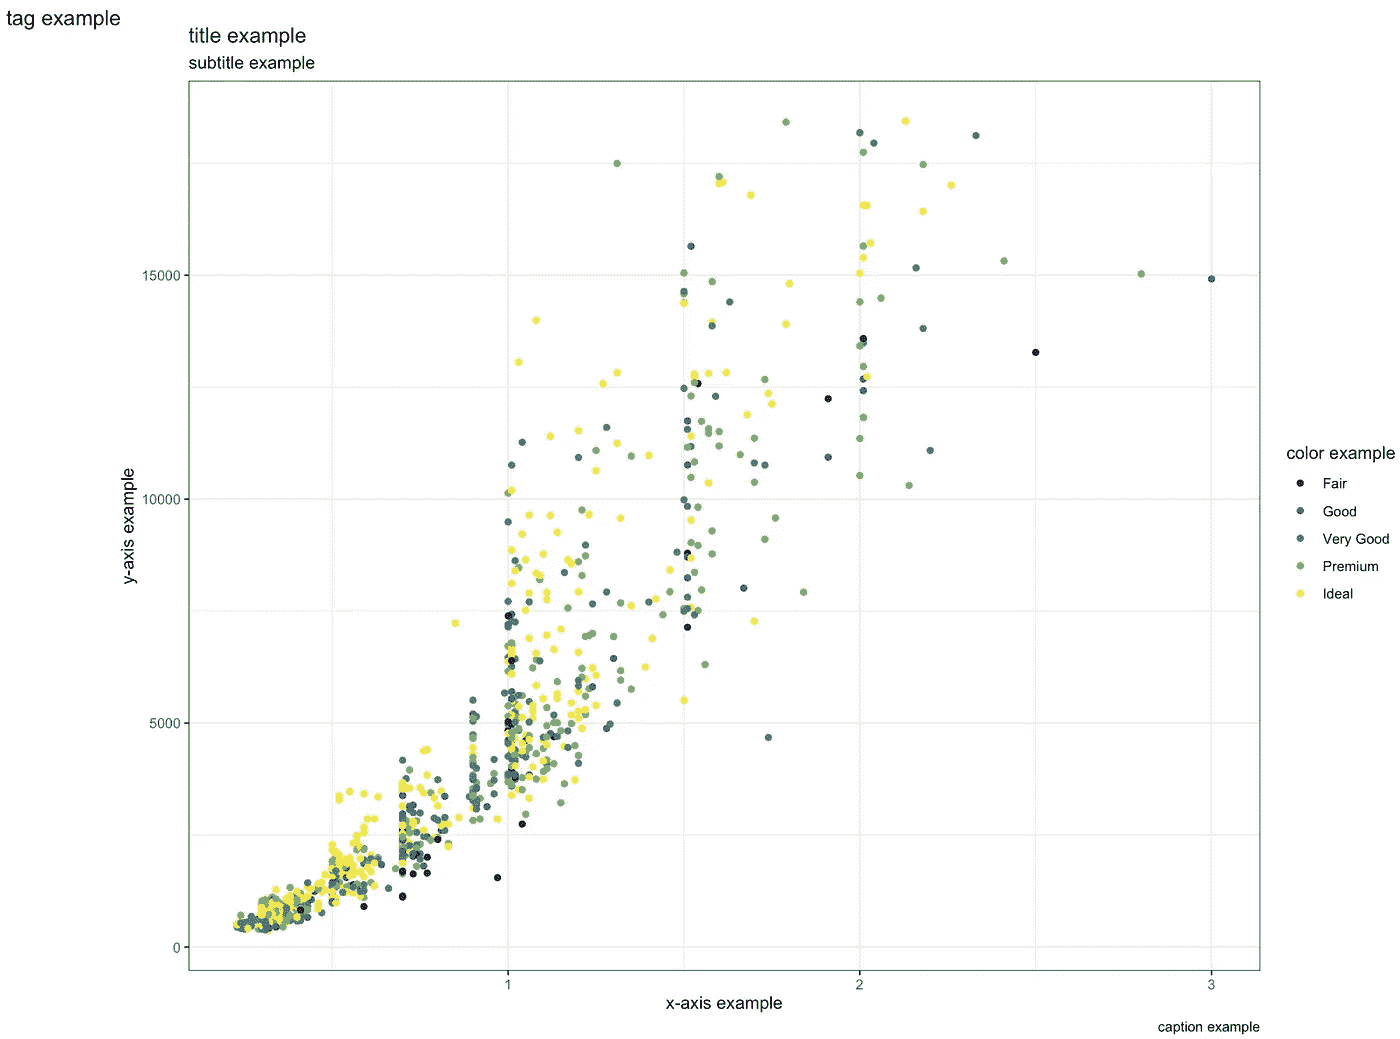 tag example
title example
subtitle example
15000
10000
5000
0
y-axis example
1
2
3
x-axis example
color example
Fair
Good
Very Good
Premium
Ideal
caption example